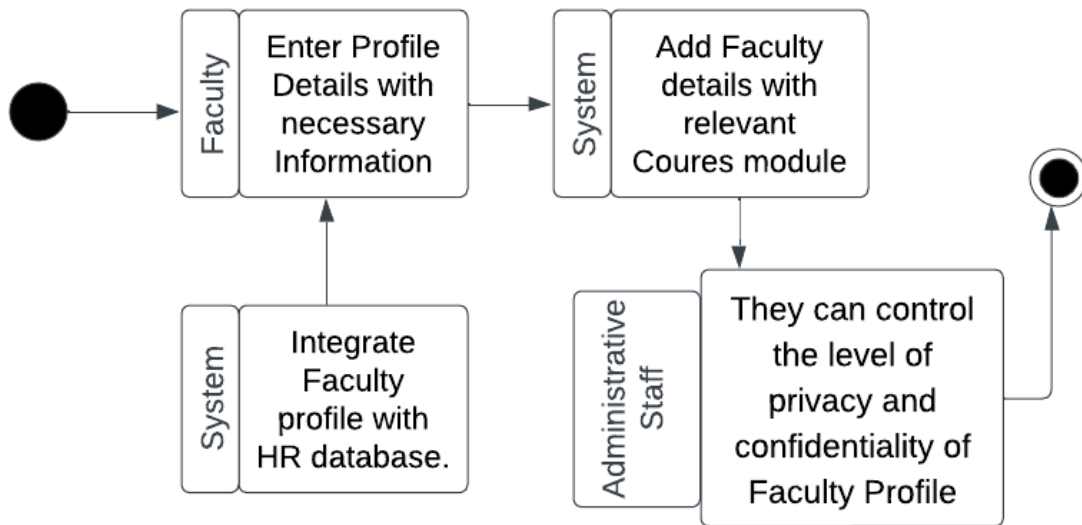 Faculty
Enter Profile
Details with
necessary
Information
System
Add Faculty
details with
relevant
Coures module
System
Integrate
Faculty
profile with
HR database.
Administrative
Staff
They can control
the level of
privacy and
confidentiality of
Faculty Profile